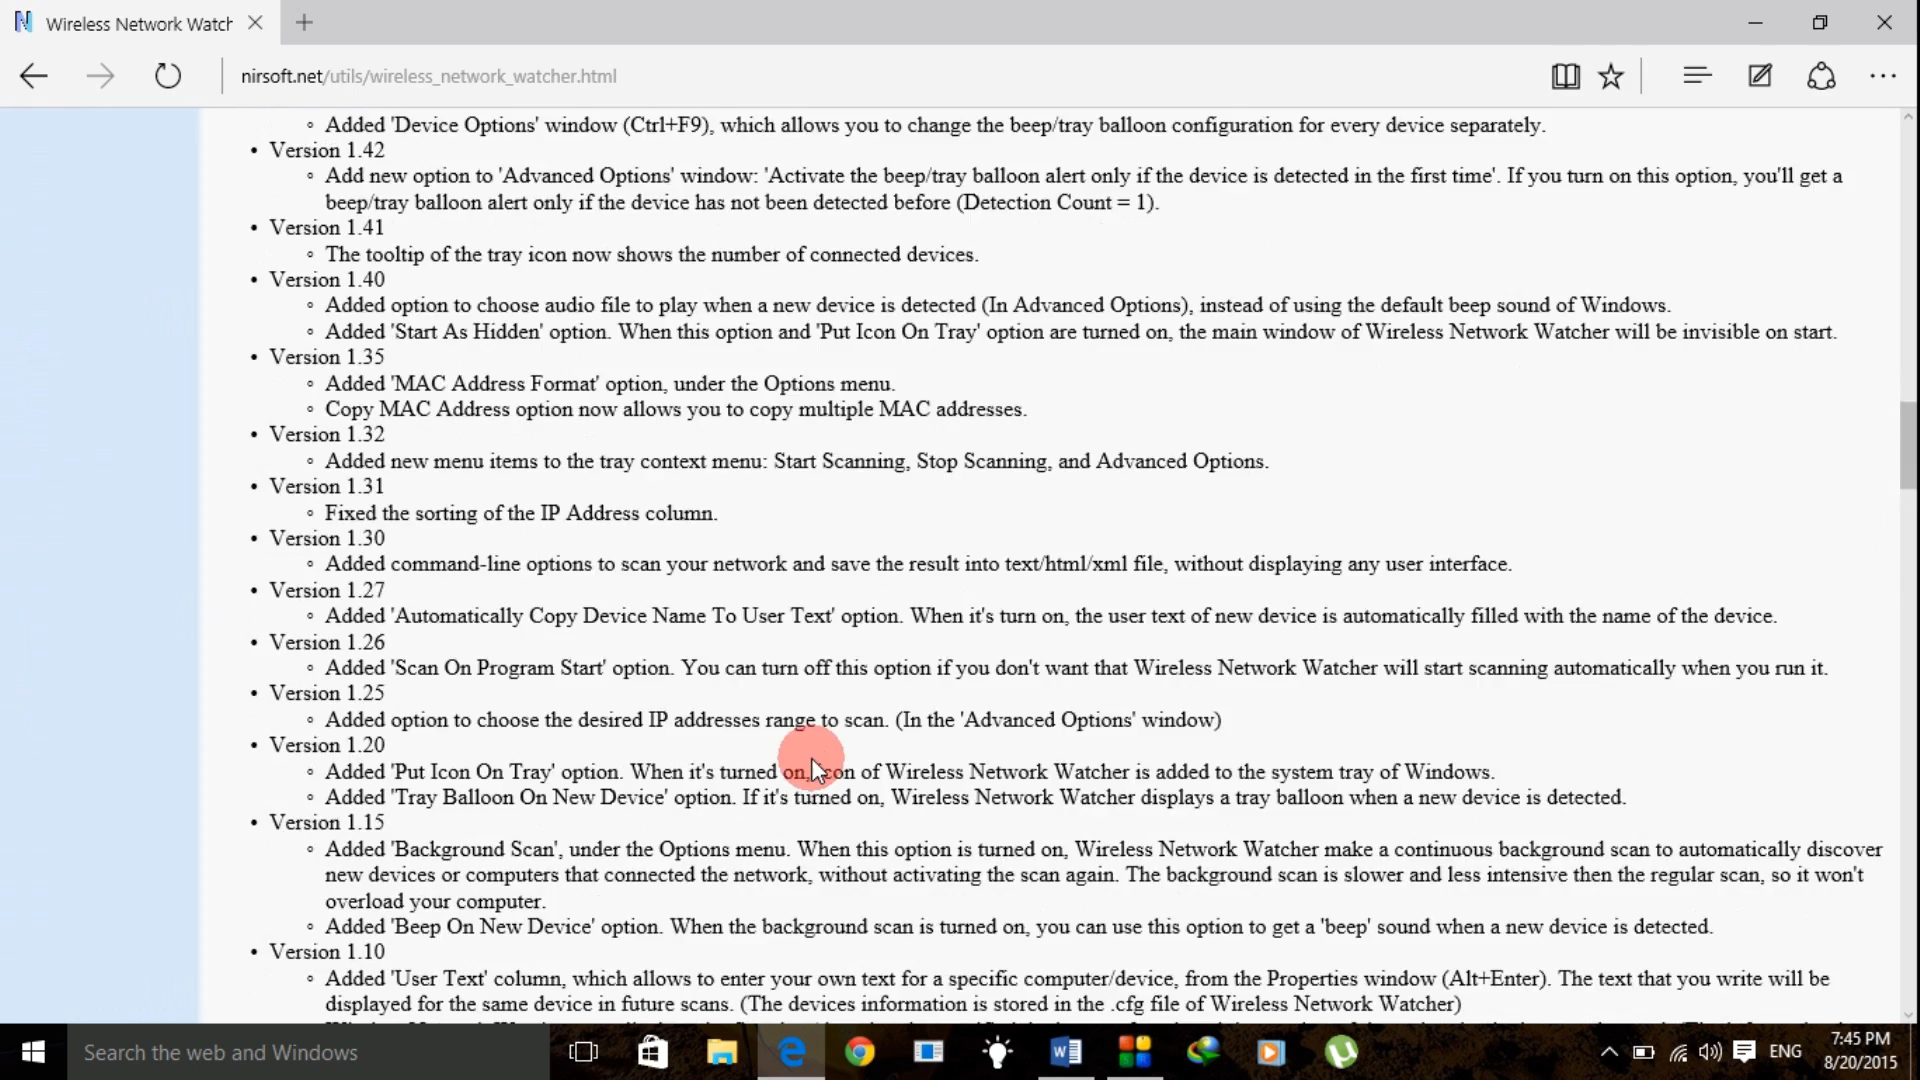 Wireless Network Watch
nirsoft.net/utils/wireless_network_watcher.html
◦ Added 'Device Options' window (Ctrl+F9), which allows you to change the beep/tray balloon configuration for every device separately.
• Version 1.42
◦ Add new option to 'Advanced Options' window: 'Activate the beep/tray balloon alert only if the device is detected in the first time'. If you turn on this option, you'll get a
beep/tray balloon alert only if the device has not been detected before (Detection Count = 1).
• Version 1.41
◦ The tooltip of the tray icon now shows the number of connected devices.
• Version 1.40
◦ Added option to choose audio file to play when a new device is detected (In Advanced Options), instead of using the default beep sound of Windows.
◦ Added 'Start As Hidden' option. When this option and 'Put Icon On Tray' option are turned on, the main window of Wireless Network Watcher will be invisible on start.
• Version 1.35
◦ Added 'MAC Address Format' option, under the Options menu.
◦ Copy MAC Address option now allows you to copy multiple MAC addresses.
• Version 1.32
◦ Added new menu items to the tray context menu: Start Scanning, Stop Scanning, and Advanced Options.
• Version 1.31
◦ Fixed the sorting of the IP Address column.
• Version 1.30
◦ Added command-line options to scan your network and save the result into text/html/xml file, without displaying any user interface.
• Version 1.27
◦ Added 'Automatically Copy Device Name To User Text' option. When it's turn on, the user text of new device is automatically filled with the name of the device.
• Version 1.26
◦ Added 'Scan On Program Start' option. You can turn off this option if you don't want that Wireless Network Watcher will start scanning automatically when you run it.
• Version 1.25
◦ Added option to choose the desired IP addresses range to scan. (In the 'Advanced Options' window)
• Version 1.20
◦ Added 'Put Icon On Tray' option. When it's turned on, icon of Wireless Network Watcher is added to the system tray of Windows.
◦ Added 'Tray Balloon On New Device' option. If it's turned on, Wireless Network Watcher displays a tray balloon when a new device is detected.
• Version 1.15
◦ Added 'Background Scan', under the Options menu. When this option is turned on, Wireless Network Watcher make a continuous background scan to automatically discover
new devices or computers that connected the network, without activating the scan again. The background scan is slower and less intensive then the regular scan, so it won't
overload your computer.
◦ Added 'Beep On New Device' option. When the background scan is turned on, you can use this option to get a 'beep' sound when a new device is detected.
• Version 1.10
◦ Added 'User Text' column, which allows to enter your own text for a specific computer/device, from the Properties window (Alt+Enter). The text that you write will be
displayed for the same device in future scans. (The devices information is stored in the .cfg file of Wireless Network Watcher)
Search the web and Windows
ENG
7:45 PM
8/20/2015